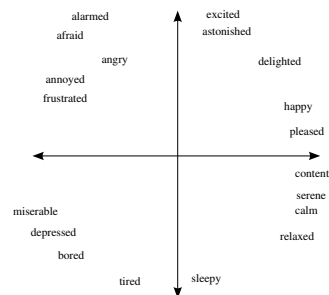 alarmed
excited
afraid
astonished
angry
delighted
annoyed
frustrated
happy
pleased
content
serene
miserable
calm
depressed
relaxed
bored
tired
sleepy